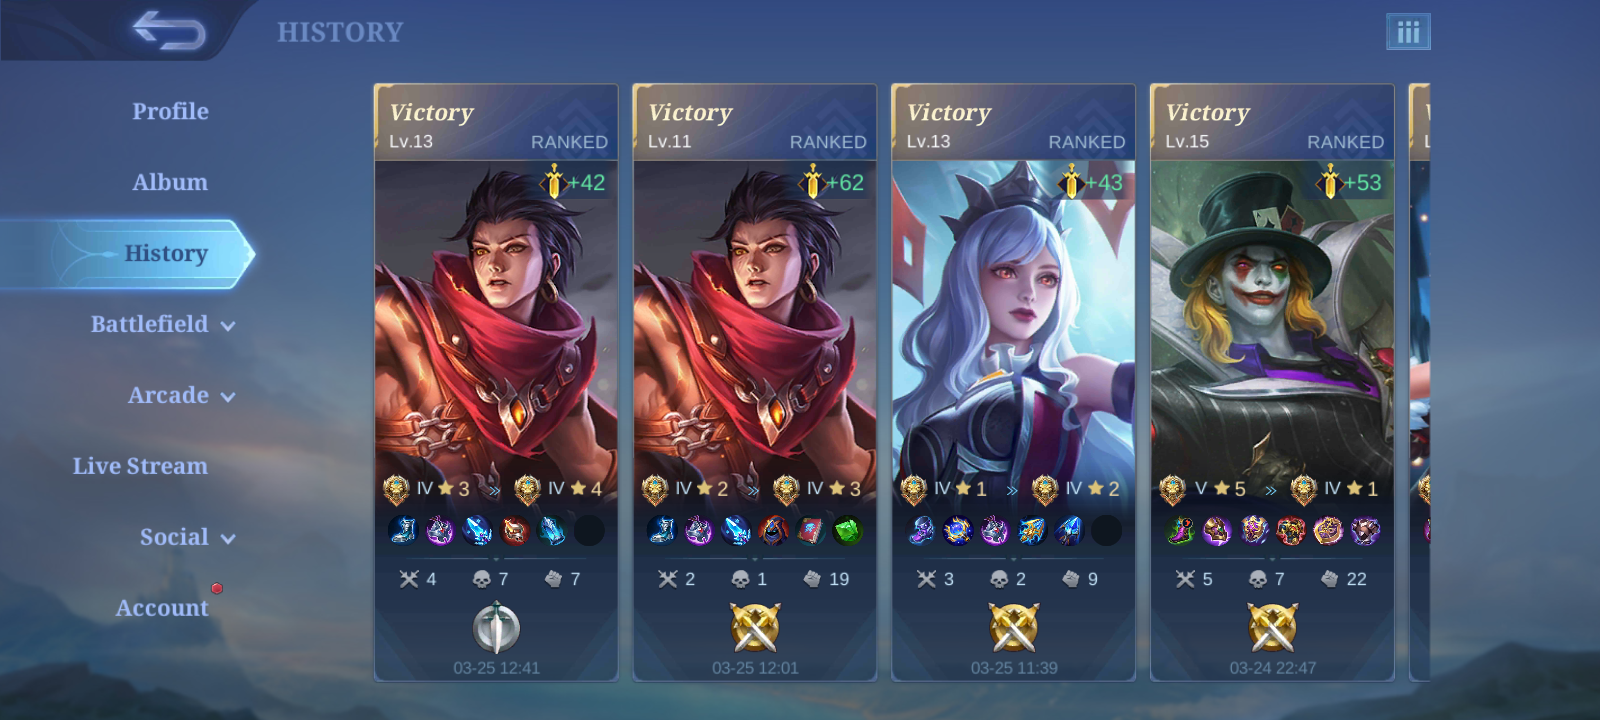 HISTORY
Profile
Album
History
Battlefield
Arcade
Live Stream
Social
Account
Victory
Lv.13 RANKED
+42
IV 3 IV 4
4 7 7
03-25 12:41
Victory
Lv.11 RANKED
+62
IV 2 IV 3
2 1 19
03-25 12:01
Victory
Lv.13 RANKED
+43
IV 1 IV 2
3 2 9
03-25 11:39
Victory
Lv.15 RANKED
+53
V 5 IV 1
5 7 22
03-24 22:47